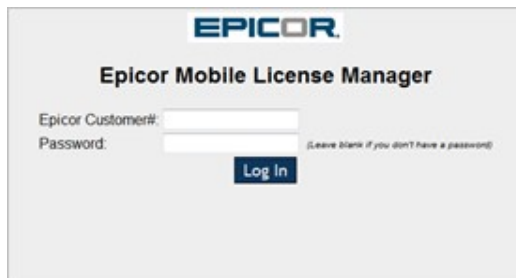 EPICOR.
Epicor Mobile License Manager
Epicor Customer#:
Password: (Leave blank if you don't have a password)
Log In